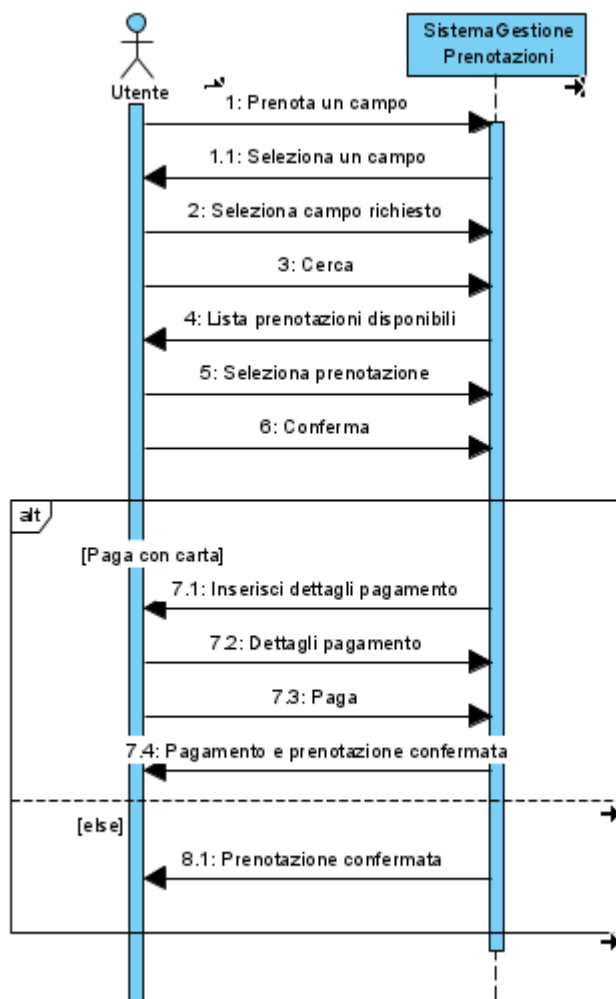 SistemaGestione
Prenotazioni
Utente
1: Prenota un campo
1.1: Seleziona un campo
2: Seleziona campo richiesto
3: Cerca
4: Lista prenotazioni disponibili
5: Seleziona prenotazione
6: Conferma
alt
[Paga con carta]
7.1: Inserisci dettagli pagamento
7.2: Dettagli pagamento
7.3: Paga
7.4: Pagamento e prenotazione confermata
[else]
8.1: Prenotazione confermata